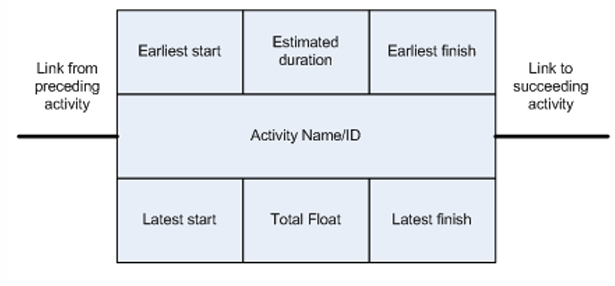 Earliest start
Estimated
duration
Earliest finish
Link from
preceding
activity
Link to
succeeding
activity
Activity Name/ID
Latest start
Total Float
Latest finish